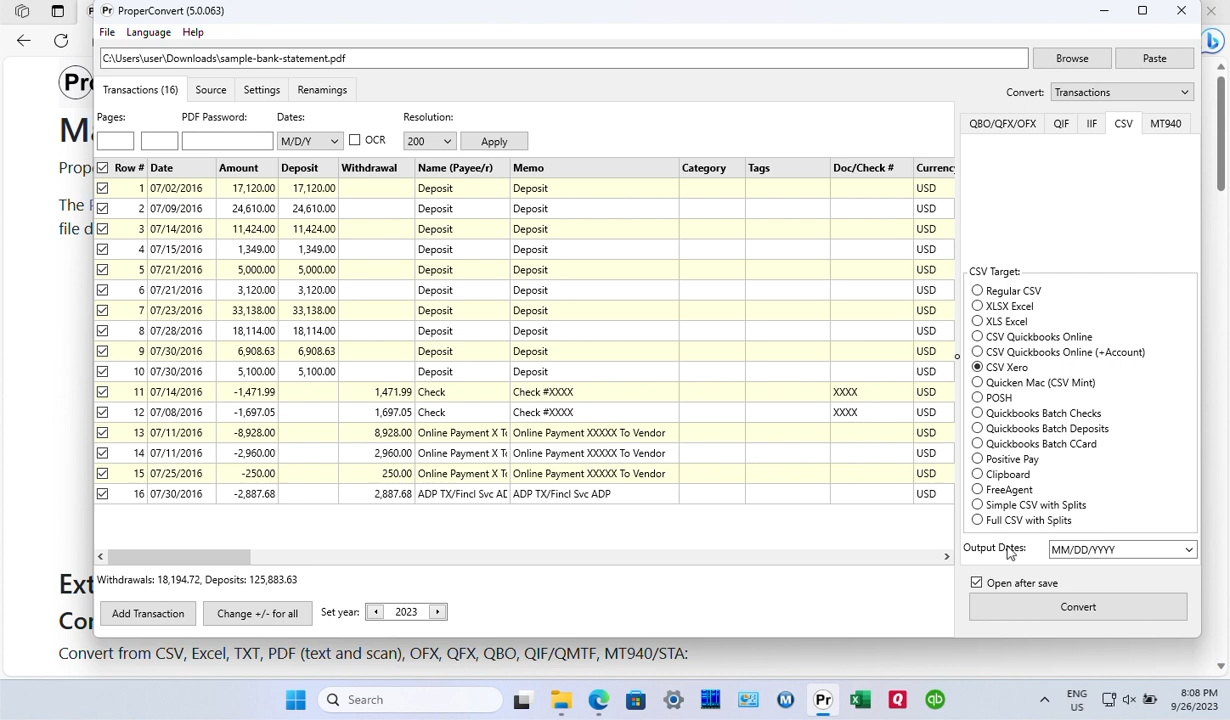 ProperConvert (5.0.063)
File Language Help
C:\Users\user\Downloads\sample-bank-statement.pdf Browse Paste
Transactions (16) Source Settings Renamings Convert: Transactions
Pages: PDF Password: Dates: Resolution: QBO/QFX/OFX QIF IIF CSV MT940
M/D/Y OCR 200 Apply
Row # Date Amount Deposit Withdrawal Name (Payee/r) Memo Category Tags Doc/Check # Currency
1 07/02/2016 17,120.00 17,120.00 Deposit Deposit USD
2 07/09/2016 24,610.00 24,610.00 Deposit Deposit USD
3 07/14/2016 11,424.00 11,424.00 Deposit Deposit USD
4 07/15/2016 1,349.00 1,349.00 Deposit Deposit USD
5 07/21/2016 5,000.00 5,000.00 Deposit Deposit USD
6 07/21/2016 3,120.00 3,120.00 Deposit Deposit USD
7 07/23/2016 33,138.00 33,138.00 Deposit Deposit USD
8 07/28/2016 18,114.00 18,114.00 Deposit Deposit USD
9 07/30/2016 6,908.63 6,908.63 Deposit Deposit USD
10 07/30/2016 5,100.00 5,100.00 Deposit Deposit USD
11 07/14/2016 -1,471.99 1,471.99 Check Check #XXXX XXXX USD
12 07/08/2016 -1,697.05 1,697.05 Check Check #XXXX XXXX USD
13 07/11/2016 -8,928.00 8,928.00 Online Payment X Tc Online Payment XXXXX To Vendor USD
14 07/11/2016 -2,960.00 2,960.00 Online Payment X Tc Online Payment XXXXX To Vendor USD
15 07/25/2016 -250.00 250.00 Online Payment X Tc Online Payment XXXXX To Vendor USD
16 07/30/2016 -2,887.68 2,887.68 ADP TX/Fincl Svc AD ADP TX/Fincl Svc ADP USD
CSV Target:
Regular CSV
XLSX Excel
XLS Excel
CSV Quickbooks Online
CSV Quickbooks Online (+Account)
CSV Xero
Quicken Mac (CSV Mint)
POSH
Quickbooks Batch Checks
Quickbooks Batch Deposits
Quickbooks Batch CCard
Positive Pay
Clipboard
FreeAgent
Simple CSV with Splits
Full CSV with Splits
Output Dates: MM/DD/YYYY
Withdrawals: 18,194.72, Deposits: 125,883.63
Open after save
Add Transaction Change +/- for all Set year: 2023 Convert
Pr
Ma
Prope
The
file d
Ext
Cor
Convert from CSV, Excel, TXT, PDF (text and scan), OFX, QFX, QBO, QIF/QMTF, MT940/STA:
Search
ENG
US
8:08 PM
9/26/2023